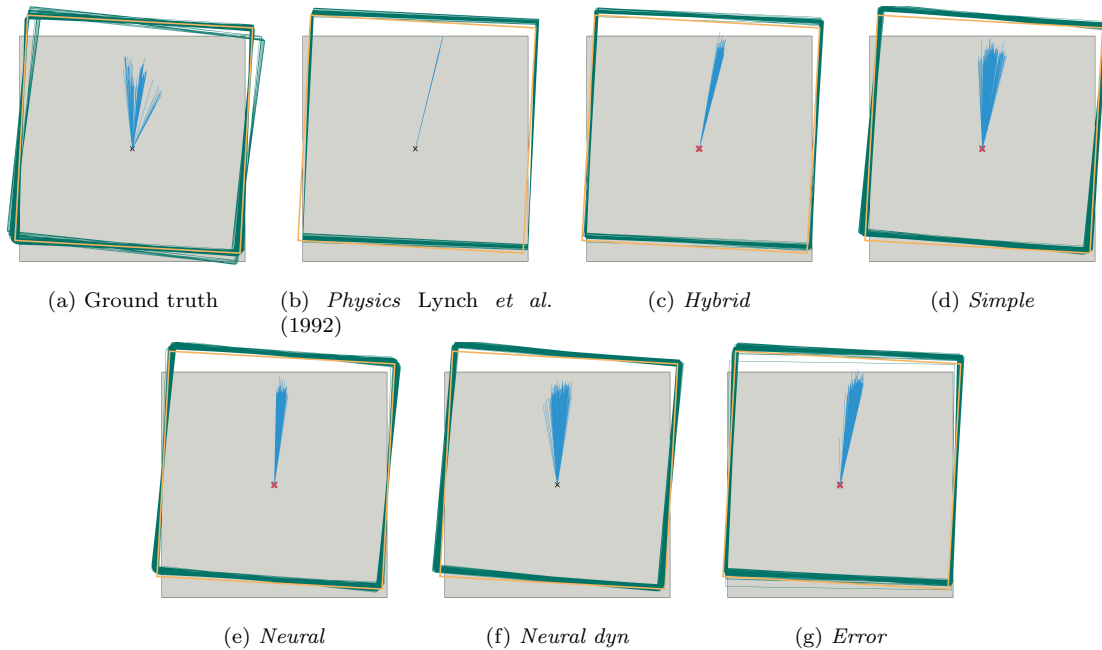 (a) Ground truth
(b) Physics Lynch et al.
(1992)
(c) Hybrid
(d) Simple
(e) Neural
(f) Neural dyn
(g) Error